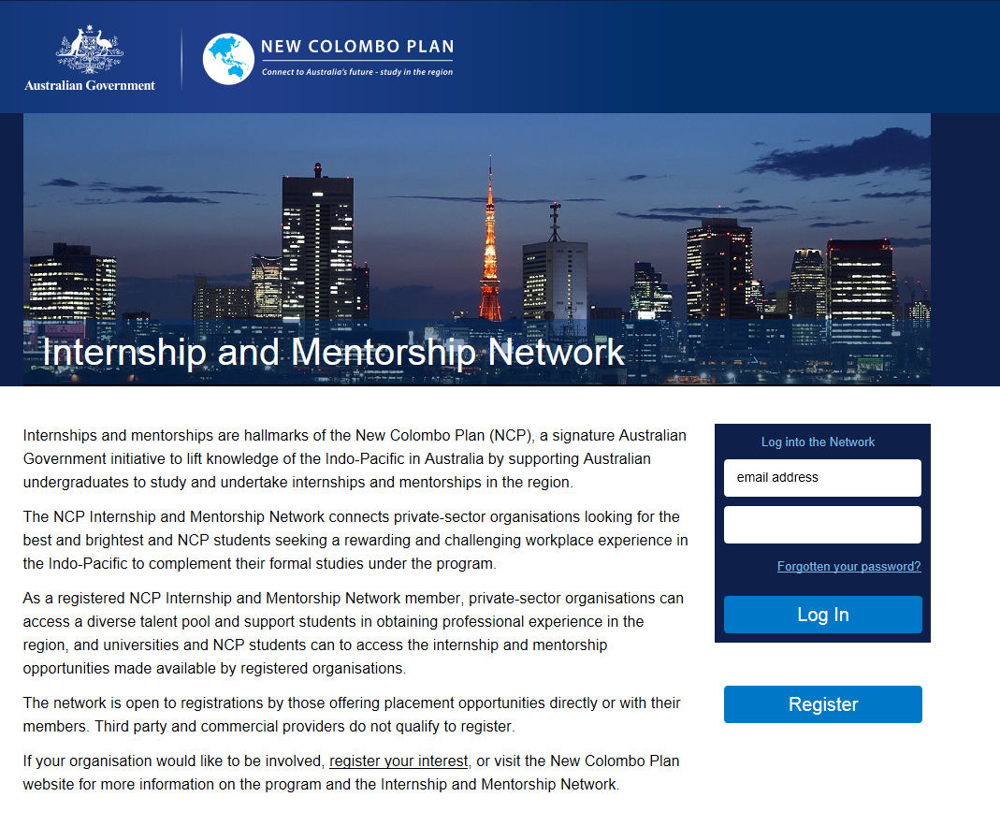 Australian Government
NEW COLOMBO PLAN
Connect to Australia's future - study in the region
Internship and Mentorship Network
Internships and mentorships are hallmarks of the New Colombo Plan (NCP), a signature Australian
Government initiative to lift knowledge of the Indo-Pacific in Australia by supporting Australian
undergraduates to study and undertake internships and mentorships in the region.
The NCP Internship and Mentorship Network connects private-sector organisations looking for the
best and brightest and NCP students seeking a rewarding and challenging workplace experience in
the Indo-Pacific to complement their formal studies under the program.
As a registered NCP Internship and Mentorship Network member, private-sector organisations can
access a diverse talent pool and support students in obtaining professional experience in the
region, and universities and NCP students can to access the internship and mentorship
opportunities made available by registered organisations.
The network is open to registrations by those offering placement opportunities directly or with their
members. Third party and commercial providers do not qualify to register.
If your organisation would like to be involved, register your interest, or visit the New Colombo Plan
website for more information on the program and the Internship and Mentorship Network.
Log into the Network
email address
Forgotten your password?
Log In
Register